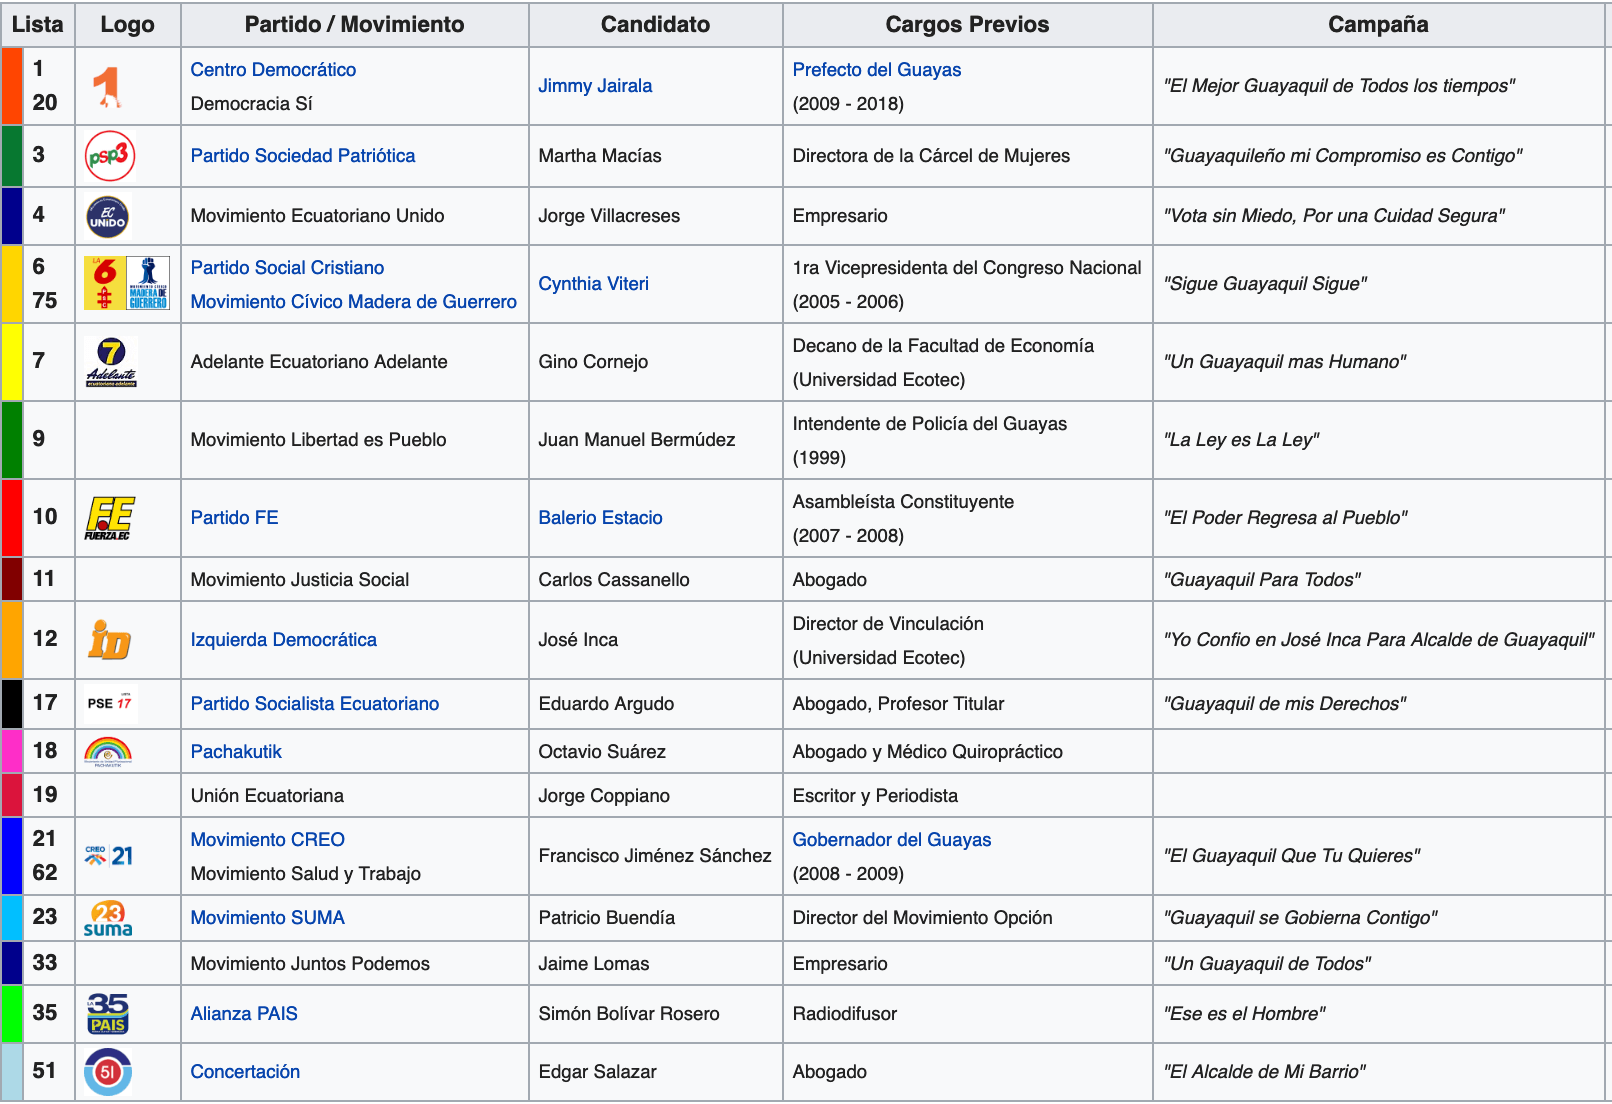 Lista Logo Partido / Movimiento Candidato Cargos Previos Campaña
1
20
1
Centro Democrático
Democracia Sí
Jimmy Jairala
Prefecto del Guayas
(2009 - 2018)
"El Mejor Guayaquil de Todos los tiempos"
3
psp3
Partido Sociedad Patriótica
Martha Macías
Directora de la Cárcel de Mujeres
"Guayaquileño mi Compromiso es Contigo"
4
EC
UNIDO
Movimiento Ecuatoriano Unido
Jorge Villacreses
Empresario
"Vota sin Miedo, Por una Cuidad Segura"
6
75
LA
6
MOVIMIENTO CÍVICO
MADERA DE
GUERRERO
Partido Social Cristiano
Movimiento Cívico Madera de Guerrero
Cynthia Viteri
1ra Vicepresidenta del Congreso Nacional
(2005 - 2006)
"Sigue Guayaquil Sigue"
7
7
Adelante
ecuatoriano adelante
Adelante Ecuatoriano Adelante
Gino Cornejo
Decano de la Facultad de Economía
(Universidad Ecotec)
"Un Guayaquil mas Humano"
9
Movimiento Libertad es Pueblo
Juan Manuel Bermúdez
Intendente de Policía del Guayas
(1999)
"La Ley es La Ley"
10
F.E
FUERZA.EC
Partido FE
Balerio Estacio
Asambleísta Constituyente
(2007 - 2008)
"El Poder Regresa al Pueblo"
11
Movimiento Justicia Social
Carlos Cassanello
Abogado
"Guayaquil Para Todos"
12
iD
Izquierda Democrática
José Inca
Director de Vinculación
(Universidad Ecotec)
"Yo Confio en José Inca Para Alcalde de Guayaquil"
17
PSE 17
Partido Socialista Ecuatoriano
Eduardo Argudo
Abogado, Profesor Titular
"Guayaquil de mis Derechos"
18
PACHAKUTIK
Pachakutik
Octavio Suárez
Abogado y Médico Quiropráctico
19
Unión Ecuatoriana
Jorge Coppiano
Escritor y Periodista
21
62
CREO 21
Movimiento CREO
Movimiento Salud y Trabajo
Francisco Jiménez Sánchez
Gobernador del Guayas
(2008 - 2009)
"El Guayaquil Que Tu Quieres"
23
23
suma
Movimiento SUMA
Patricio Buendía
Director del Movimiento Opción
"Guayaquil se Gobierna Contigo"
33
Movimiento Juntos Podemos
Jaime Lomas
Empresario
"Un Guayaquil de Todos"
35
LA 35
PAIS
Alianza PAIS
Simón Bolívar Rosero
Radiodifusor
"Ese es el Hombre"
51
51
Concertación
Edgar Salazar
Abogado
"El Alcalde de Mi Barrio"